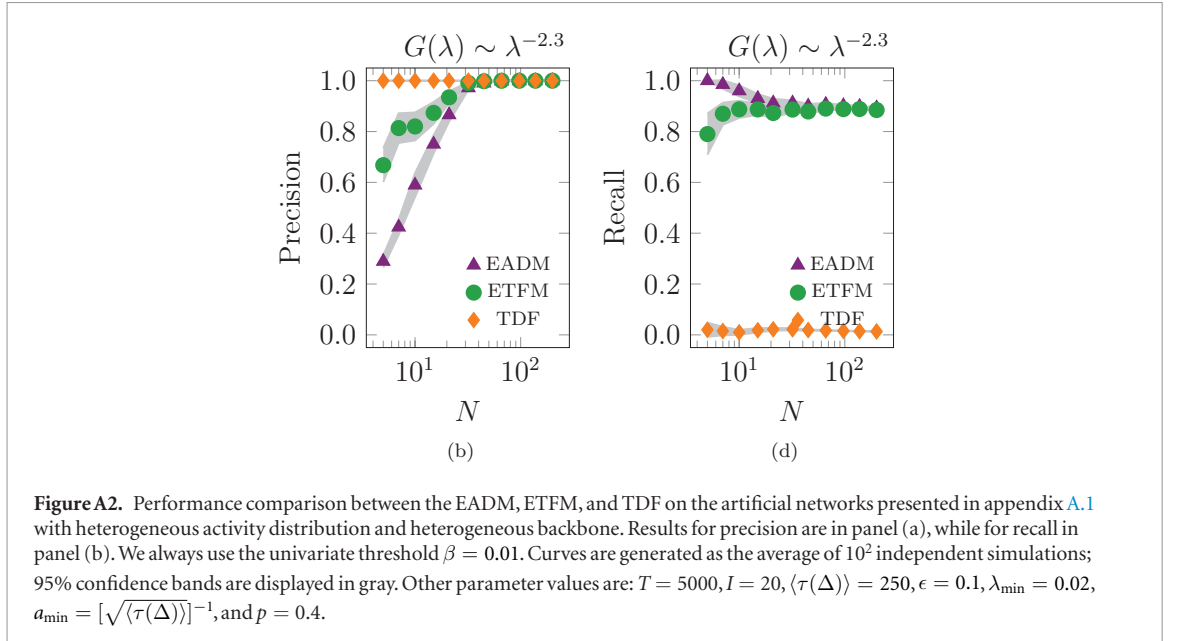 G(λ) ∼ λ^{−2.3}
G(λ) ∼ λ^{−2.3}
1.0
0.8
0.6
0.4
0.2
0.0
Precision
EADM
ETFM
TDF
10^1
10^2
N
(b)
1.0
0.8
0.6
0.4
0.2
0.0
Recall
EADM
ETFM
TDF
10^1
10^2
N
(d)
Figure A2. Performance comparison between the EADM, ETFM, and TDF on the artificial networks presented in appendix A.1
with heterogeneous activity distribution and heterogeneous backbone. Results for precision are in panel (a), while for recall in
panel (b). We always use the univariate threshold β = 0.01. Curves are generated as the average of 10^2 independent simulations;
95% confidence bands are displayed in gray. Other parameter values are: T = 5000, I = 20, ⟨τ(Δ)⟩ = 250, ϵ = 0.1, λ_min = 0.02,
a_min = [√⟨τ(Δ)⟩]^{−1}, and p = 0.4.